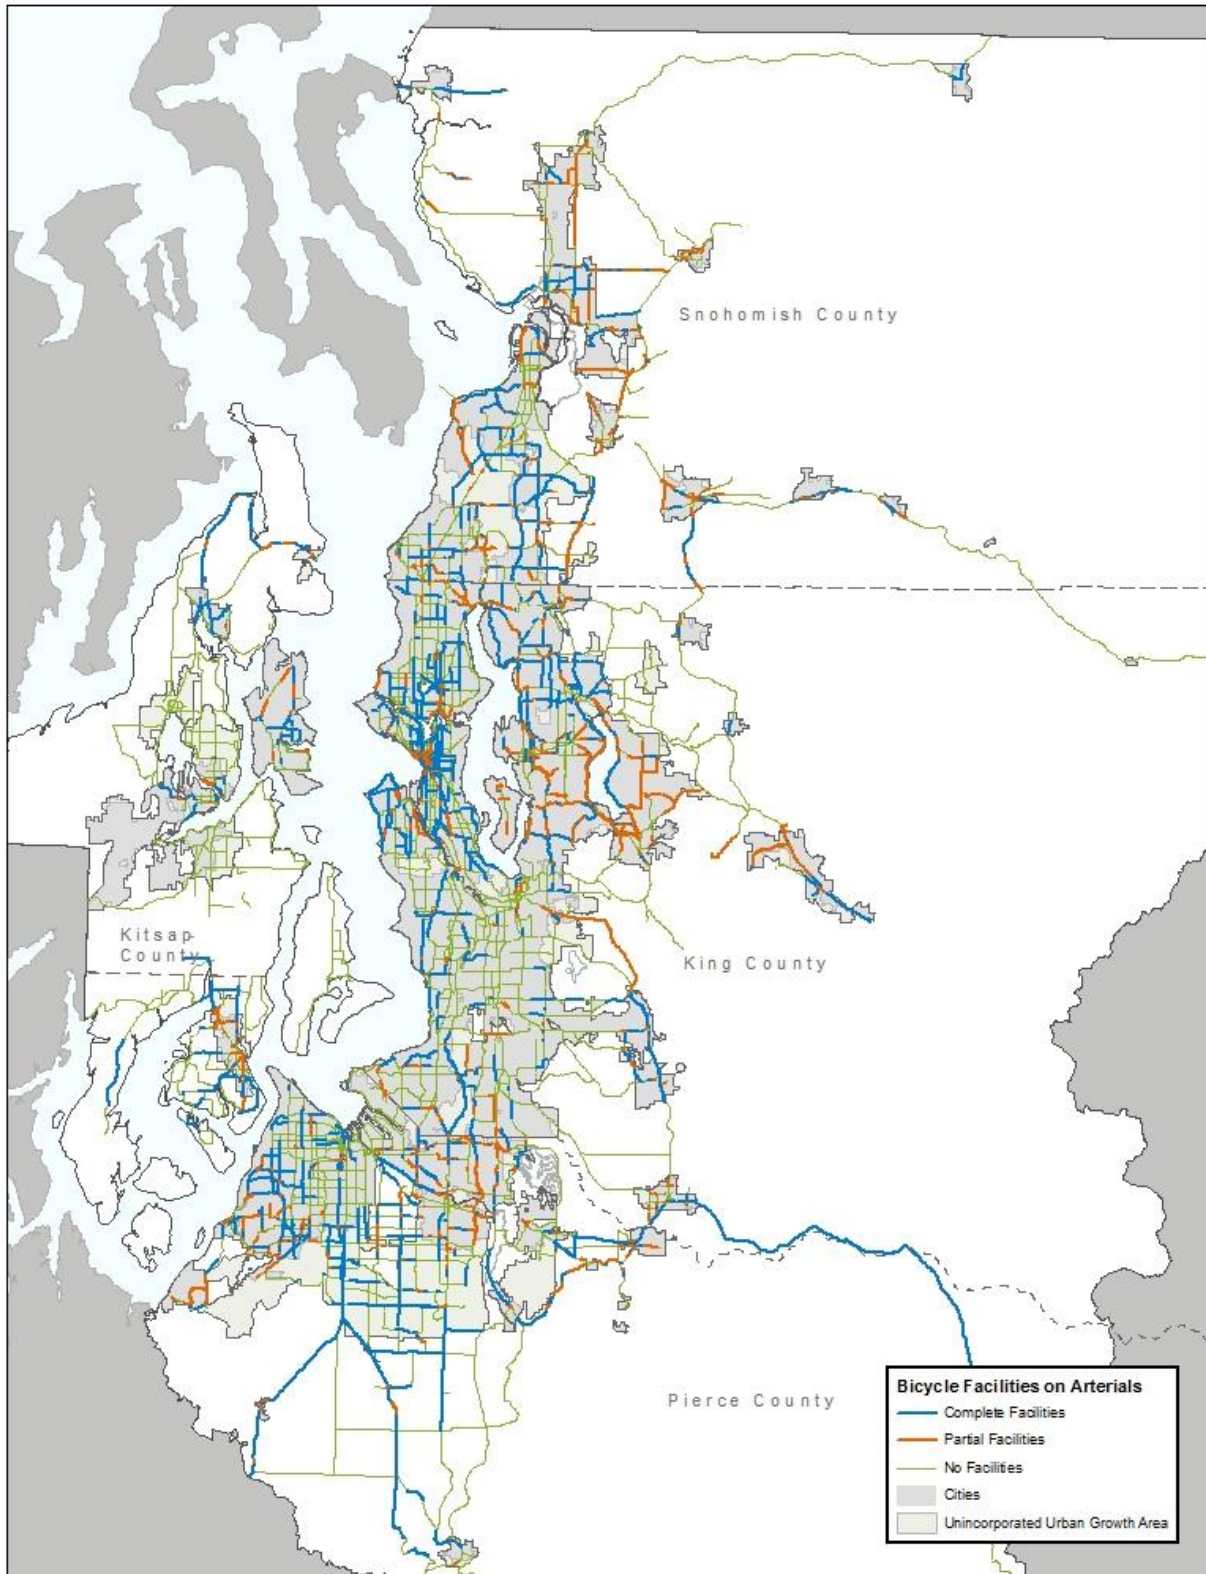 Snohomish County
Kitsap
County
King County
Pierce County
Bicycle Facilities on Arterials
Complete Facilities
Partial Facilities
No Facilities
Cities
Unincorporated Urban Growth Area